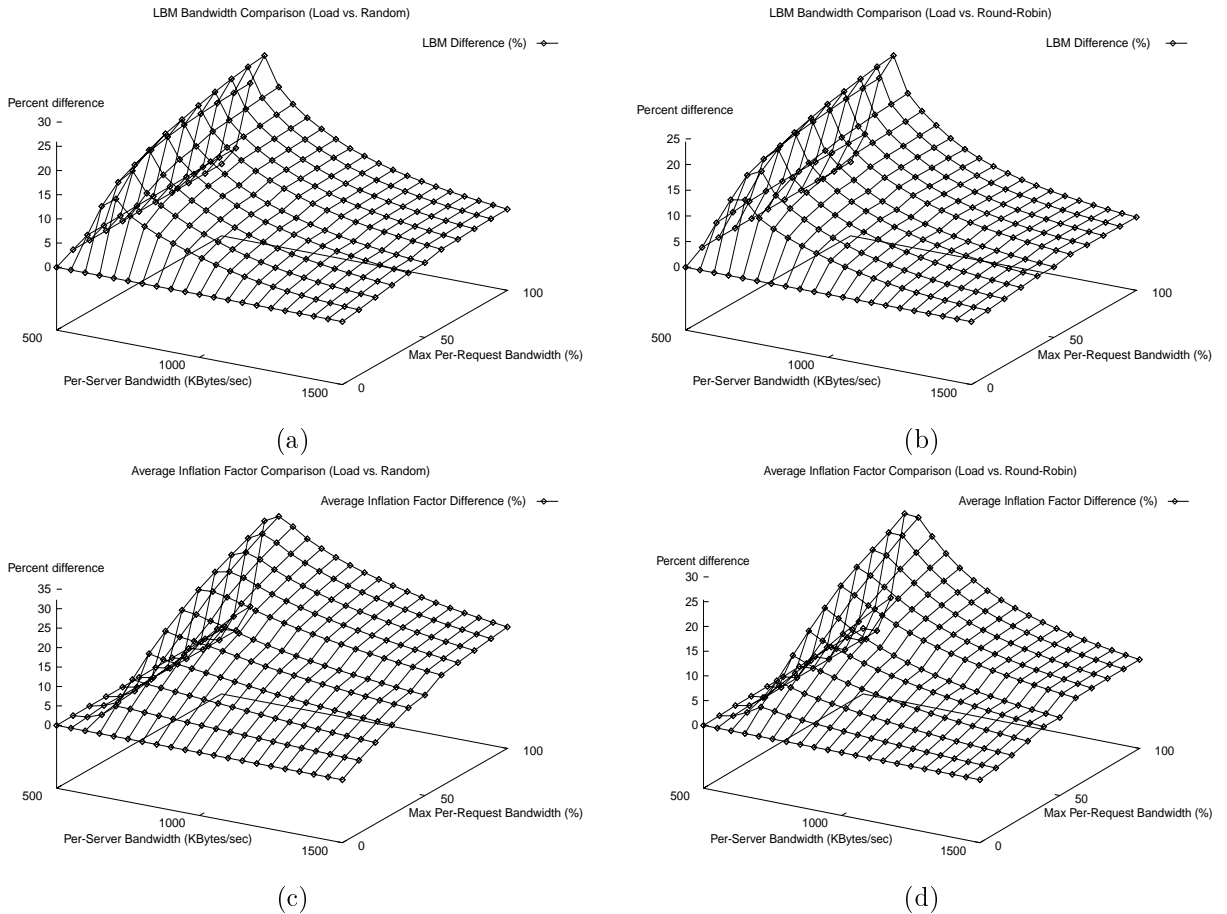 LBM Bandwidth Comparison (Load vs. Random)
LBM Difference (%)
Percent difference
30
25
20
15
10
5
0
500
1000
1500
0
50
100
Per-Server Bandwidth (KBytes/sec)
Max Per-Request Bandwidth (%)
(a)
LBM Bandwidth Comparison (Load vs. Round-Robin)
LBM Difference (%)
Percent difference
25
20
15
10
5
0
500
1000
1500
0
50
100
Per-Server Bandwidth (KBytes/sec)
Max Per-Request Bandwidth (%)
(b)
Average Inflation Factor Comparison (Load vs. Random)
Average Inflation Factor Difference (%)
Percent difference
35
30
25
20
15
10
5
0
500
1000
1500
0
50
100
Per-Server Bandwidth (KBytes/sec)
Max Per-Request Bandwidth (%)
(c)
Average Inflation Factor Comparison (Load vs. Round-Robin)
Average Inflation Factor Difference (%)
Percent difference
30
25
20
15
10
5
0
500
1000
1500
0
50
100
Per-Server Bandwidth (KBytes/sec)
Max Per-Request Bandwidth (%)
(d)